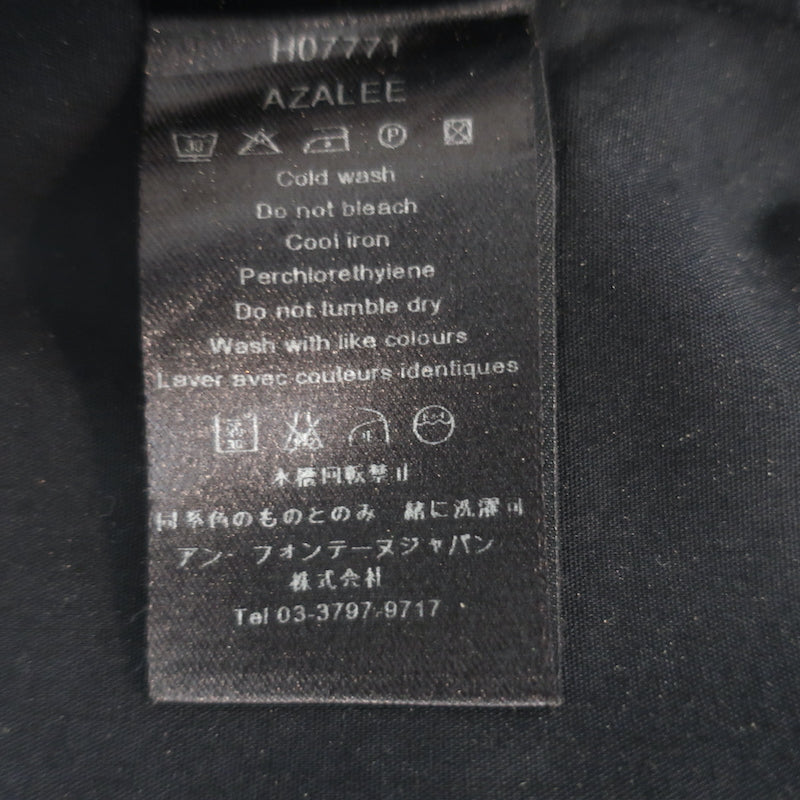 H07771
AZALEE
30 P
Cold wash
Do not bleach
Cool iron
Perchlorethylene
Do not tumble dry
Wash with like colours
Laver avec couleurs identiques
30
水槽回転禁止
同系色のものとのみ一緒に洗濯可
アン・フォンテーヌジャパン
株式会社
Tel 03-3797-9717